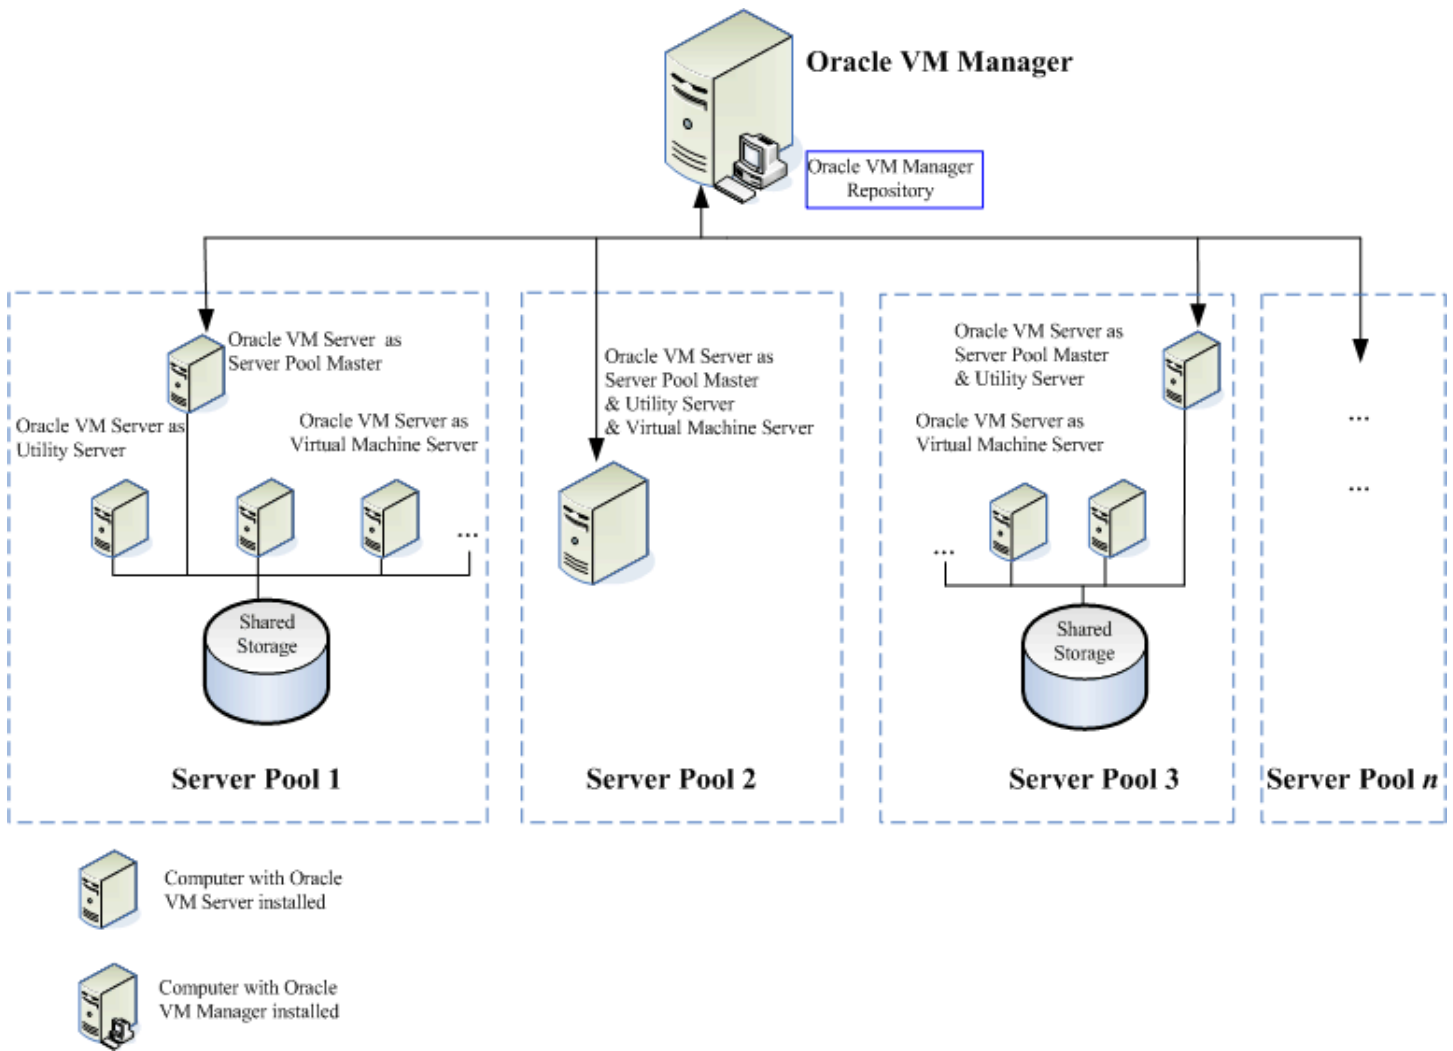 Oracle VM Manager
Oracle VM Manager
Repository
Oracle VM Server as
Server Pool Master
Oracle VM Server as
Utility Server
Oracle VM Server as
Virtual Machine Server
...
Shared
Storage
Server Pool 1
Oracle VM Server as
Server Pool Master
& Utility Server
& Virtual Machine Server
Server Pool 2
Oracle VM Server as
Server Pool Master
& Utility Server
Oracle VM Server as
Virtual Machine Server
...
Shared
Storage
Server Pool 3
...
...
Server Pool n
Computer with Oracle
VM Server installed
Computer with Oracle
VM Manager installed